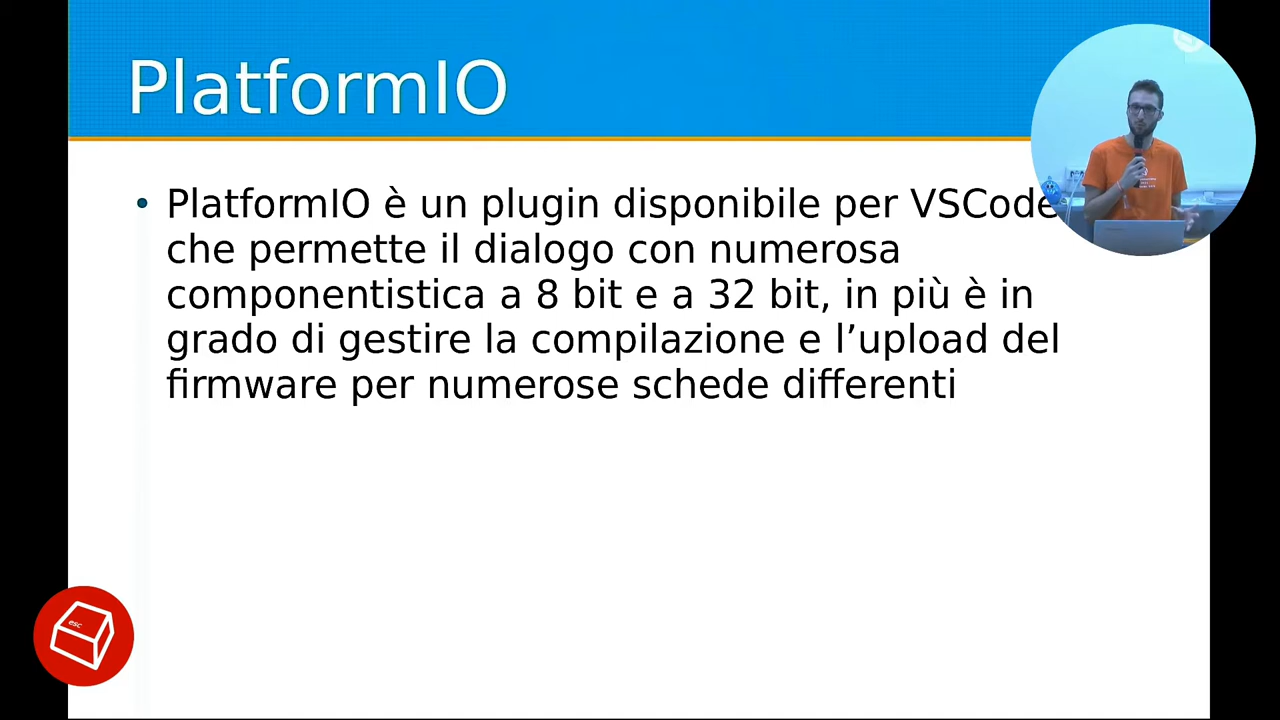 PlatformIO
• PlatformIO è un plugin disponibile per VSCode
che permette il dialogo con numerosa
componentistica a 8 bit e a 32 bit, in più è in
grado di gestire la compilazione e l’upload del
firmware per numerose schede differenti
esc